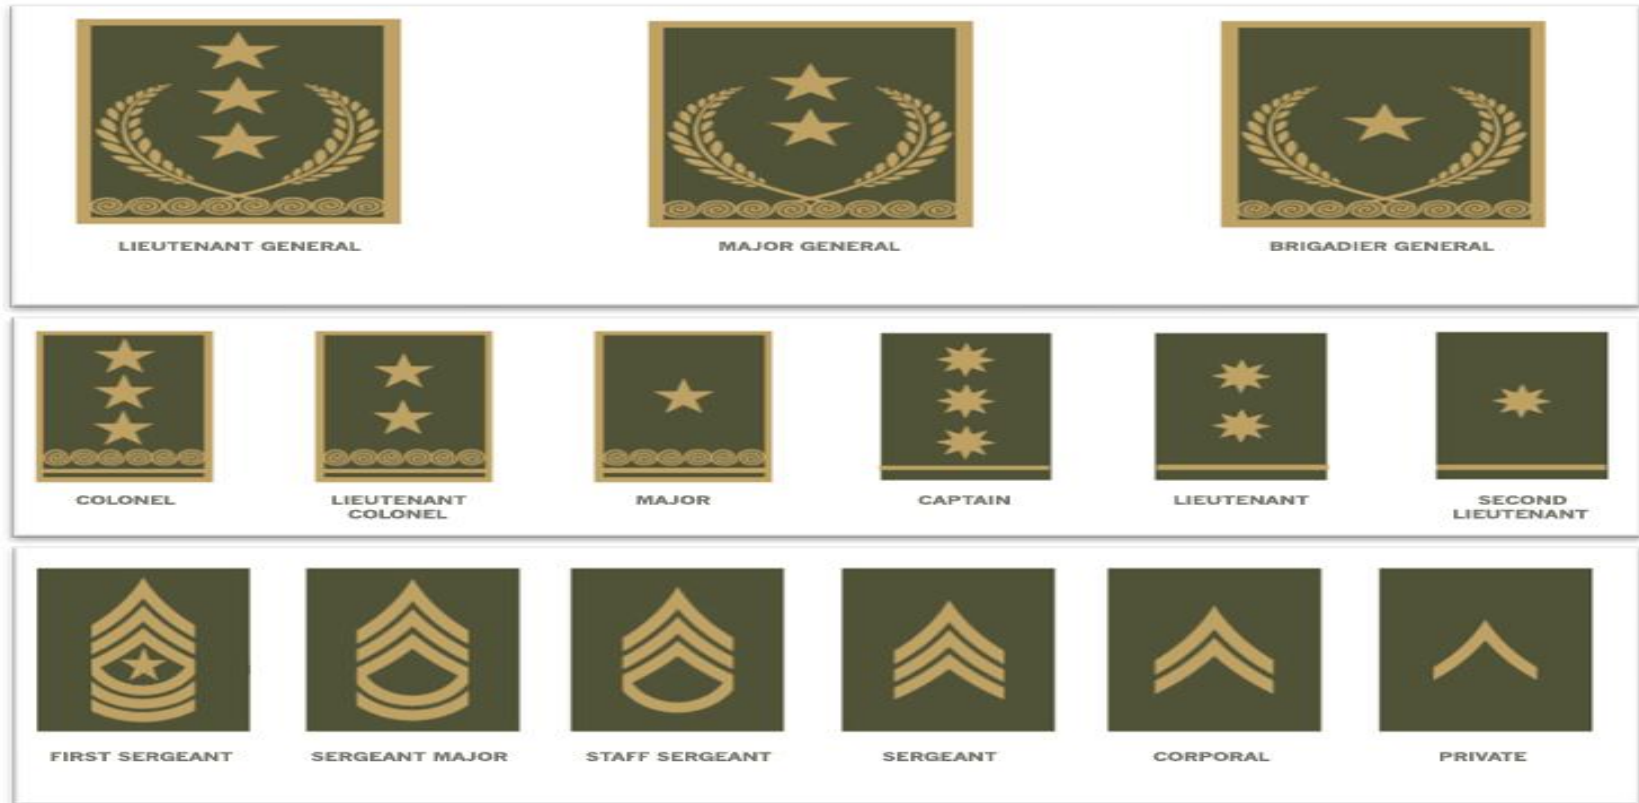 LIEUTENANT GENERAL
MAJOR GENERAL
BRIGADIER GENERAL
COLONEL
LIEUTENANT
COLONEL
MAJOR
CAPTAIN
LIEUTENANT
SECOND
LIEUTENANT
FIRST SERGEANT
SERGEANT MAJOR
STAFF SERGEANT
SERGEANT
CORPORAL
PRIVATE